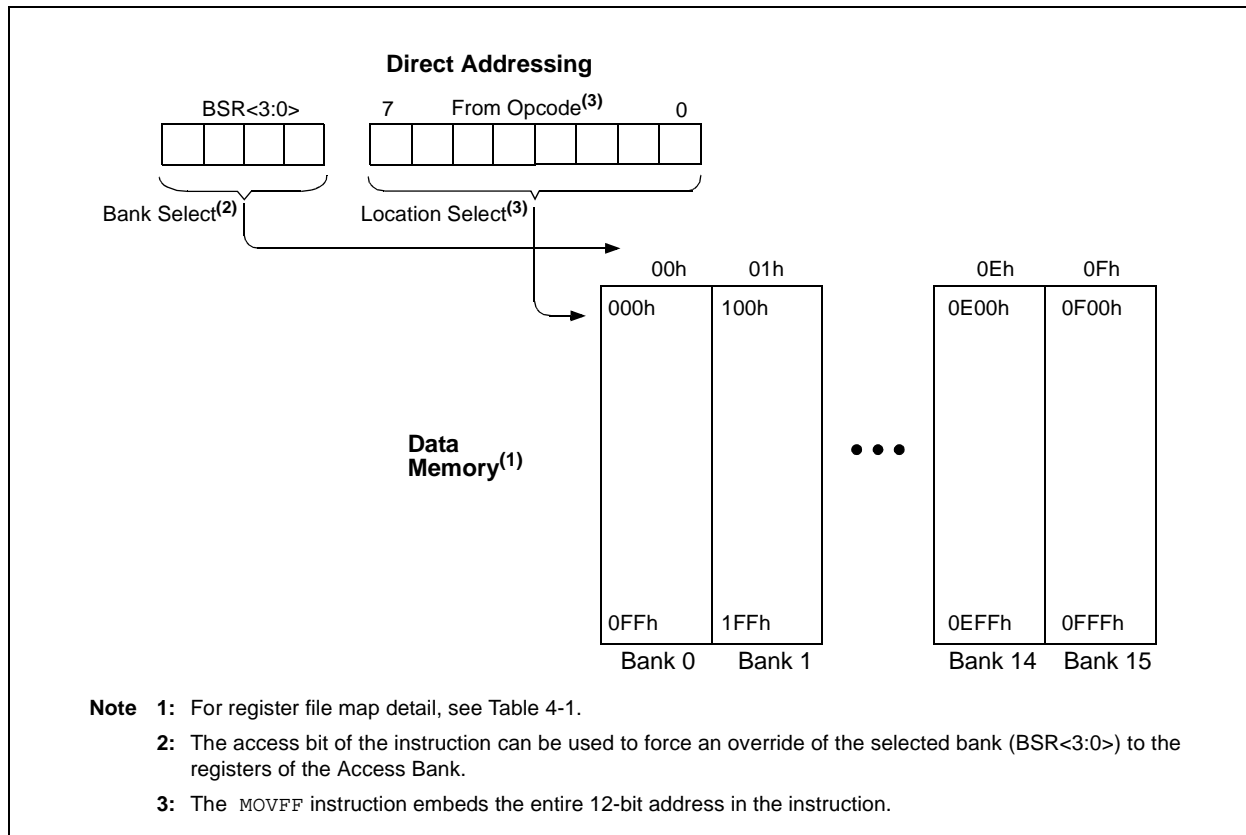 Direct Addressing
BSR<3:0>
7 From Opcode(3) 0
Bank Select(2)
Location Select(3)
00h 01h 0Eh 0Fh
000h 100h 0E00h 0F00h
Data
Memory(1)
0FFh 1FFh 0EFFh 0FFFh
Bank 0 Bank 1 Bank 14 Bank 15
Note 1: For register file map detail, see Table 4-1.
2: The access bit of the instruction can be used to force an override of the selected bank (BSR<3:0>) to the
registers of the Access Bank.
3: The MOVFF instruction embeds the entire 12-bit address in the instruction.